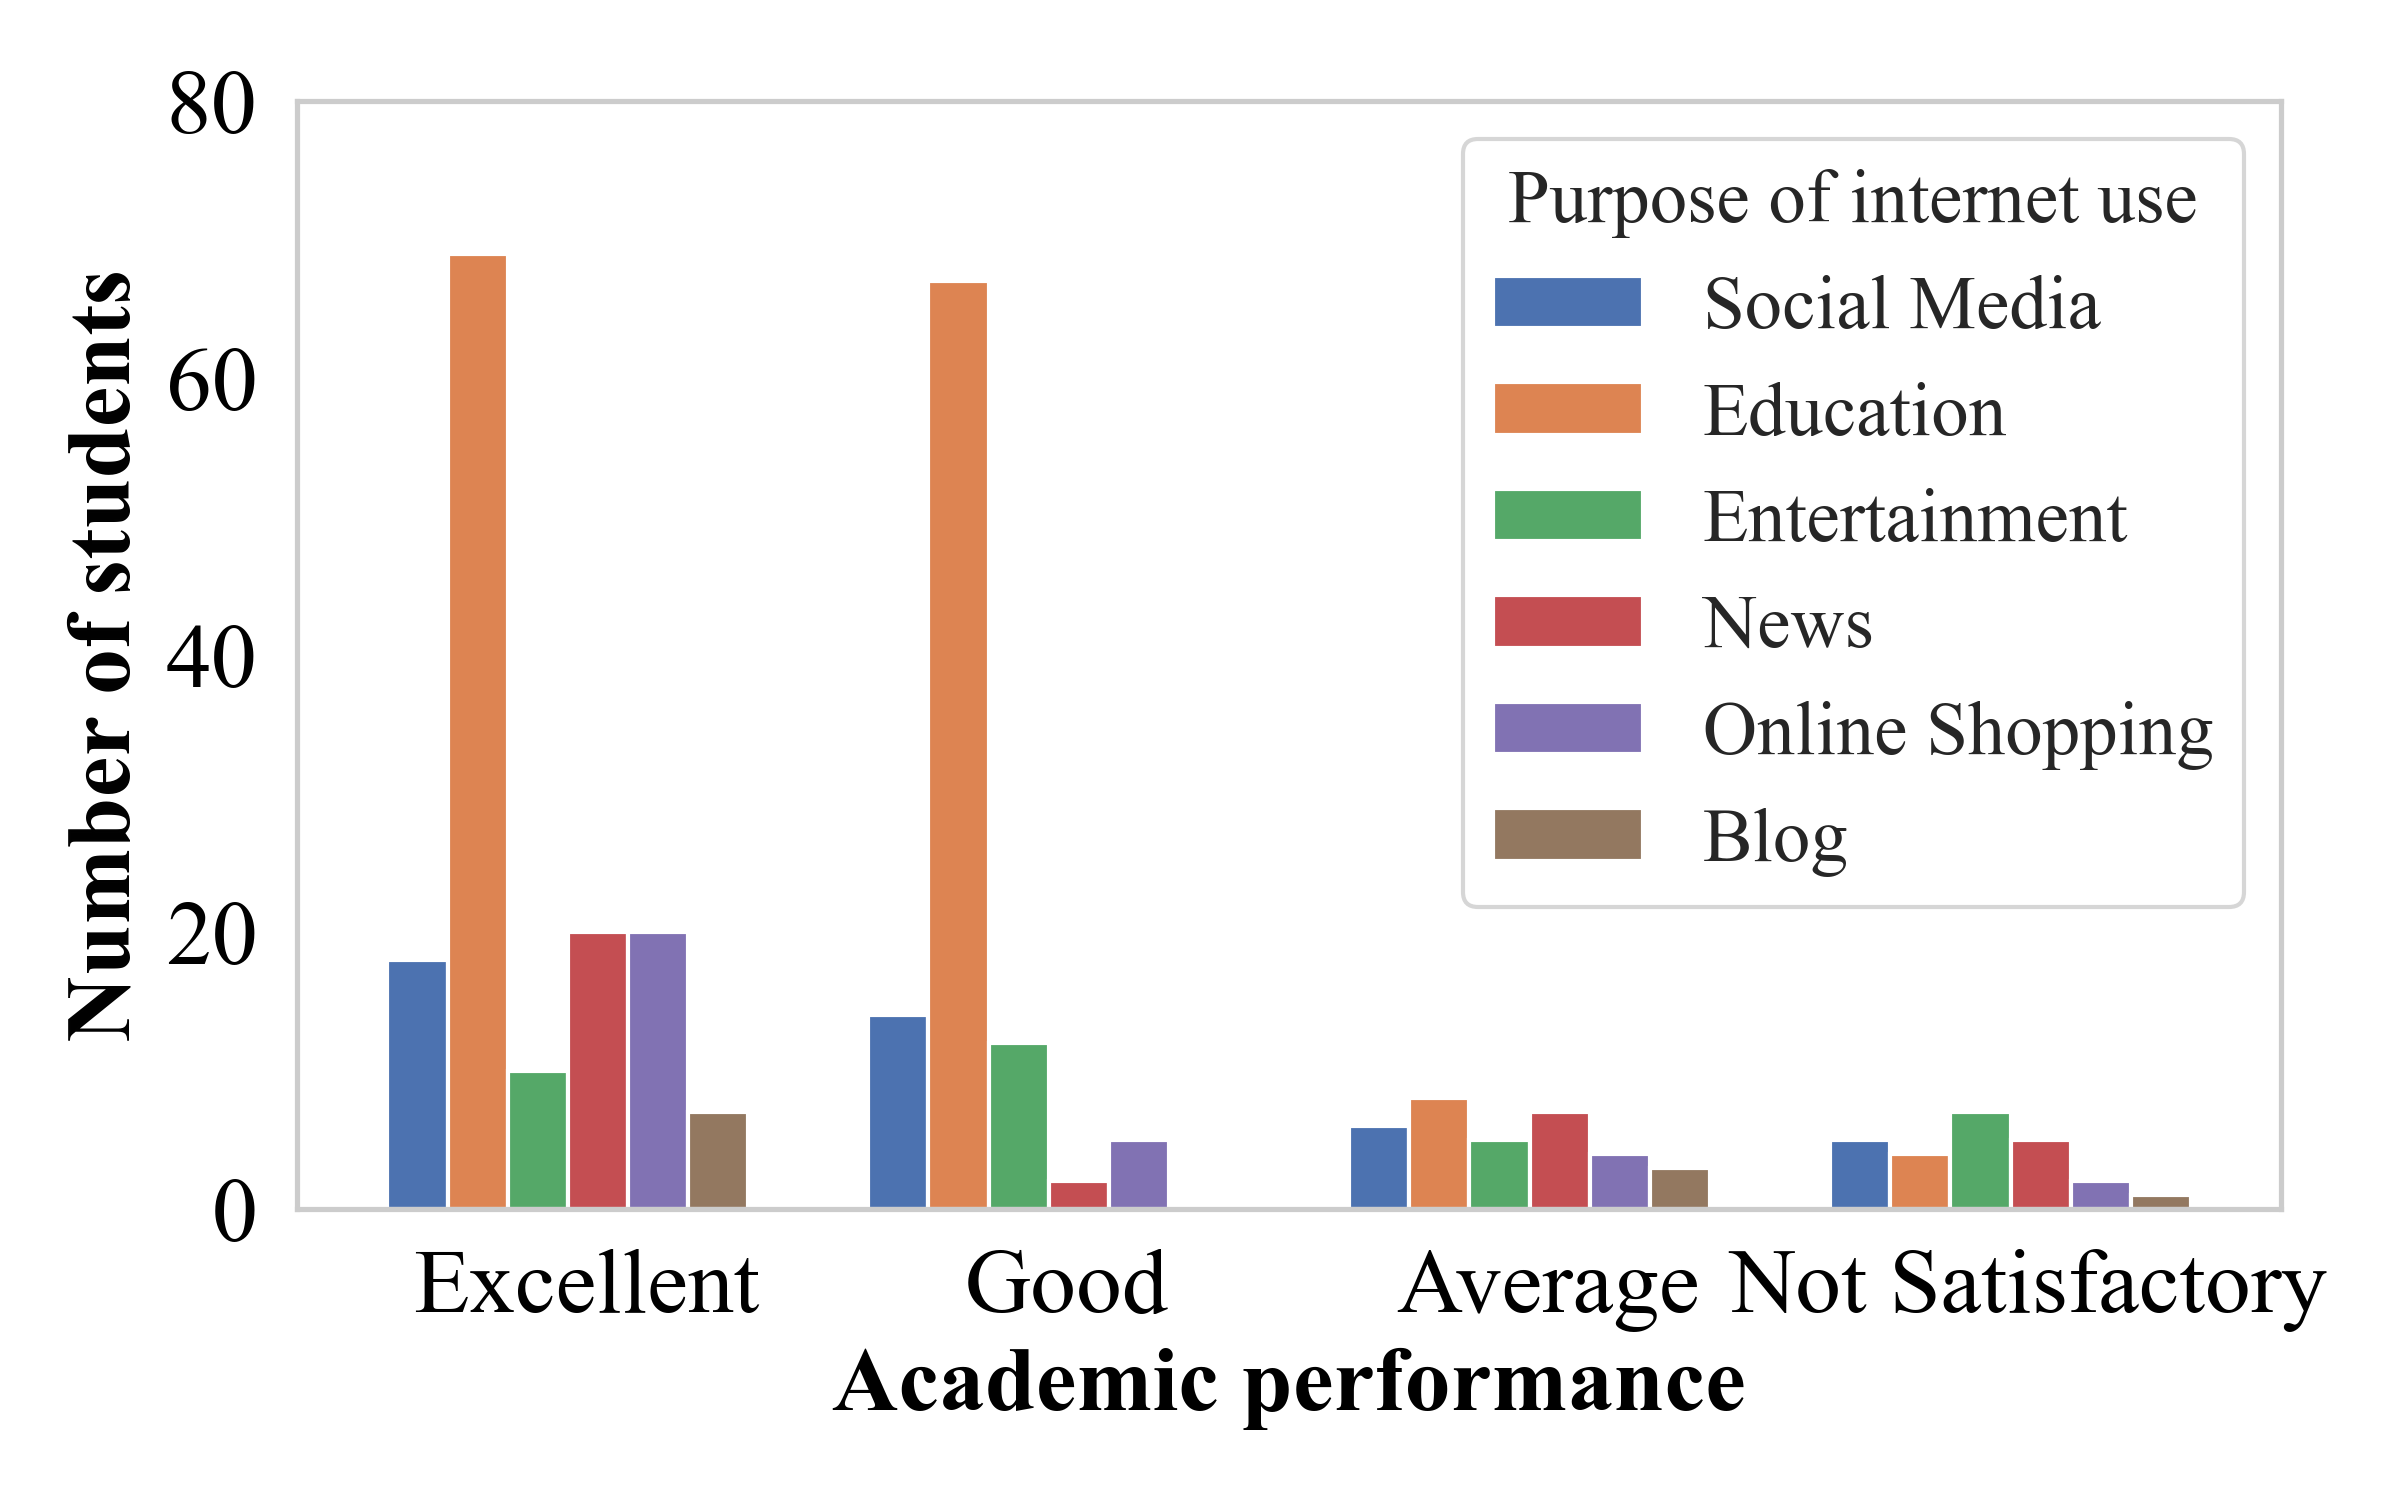 80
60
40
20
0
Number of students
Purpose of internet use
Social Media
Education
Entertainment
News
Online Shopping
Blog
Excellent Good Average Not Satisfactory
Academic performance